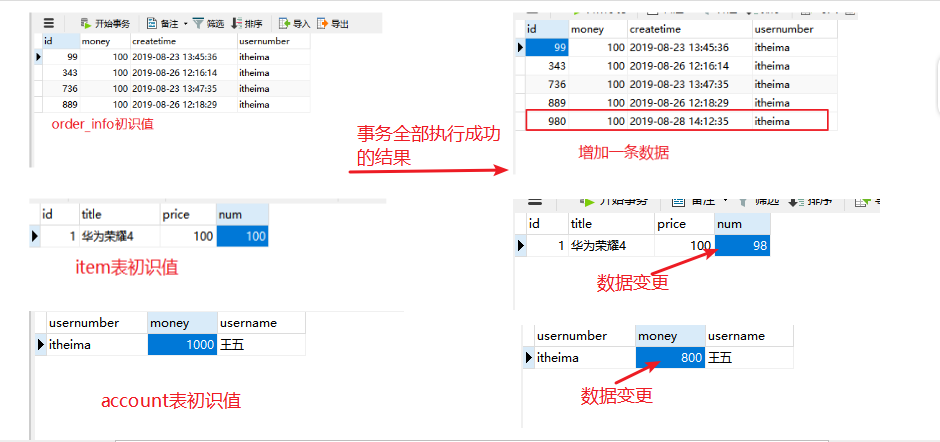 开始事务 备注 筛选 排序 导入 导出
id money createtime usernumber
99 100 2019-08-23 13:45:36 itheima
343 100 2019-08-26 12:16:14 itheima
736 100 2019-08-23 13:47:35 itheima
889 100 2019-08-26 12:18:29 itheima
order_info初识值
事务全部执行成功
的结果
id money createtime usernumber
99 100 2019-08-23 13:45:36 itheima
343 100 2019-08-26 12:16:14 itheima
736 100 2019-08-23 13:47:35 itheima
889 100 2019-08-26 12:18:29 itheima
980 100 2019-08-28 14:12:35 itheima
增加一条数据
id title price num
1 华为荣耀4 100 100
item表初识值
开始事务 备注 筛选 排序
id title price num
1 华为荣耀4 100 98
数据变更
usernumber money username
itheima 1000 王五
account表初识值
usernumber money username
itheima 800 王五
数据变更